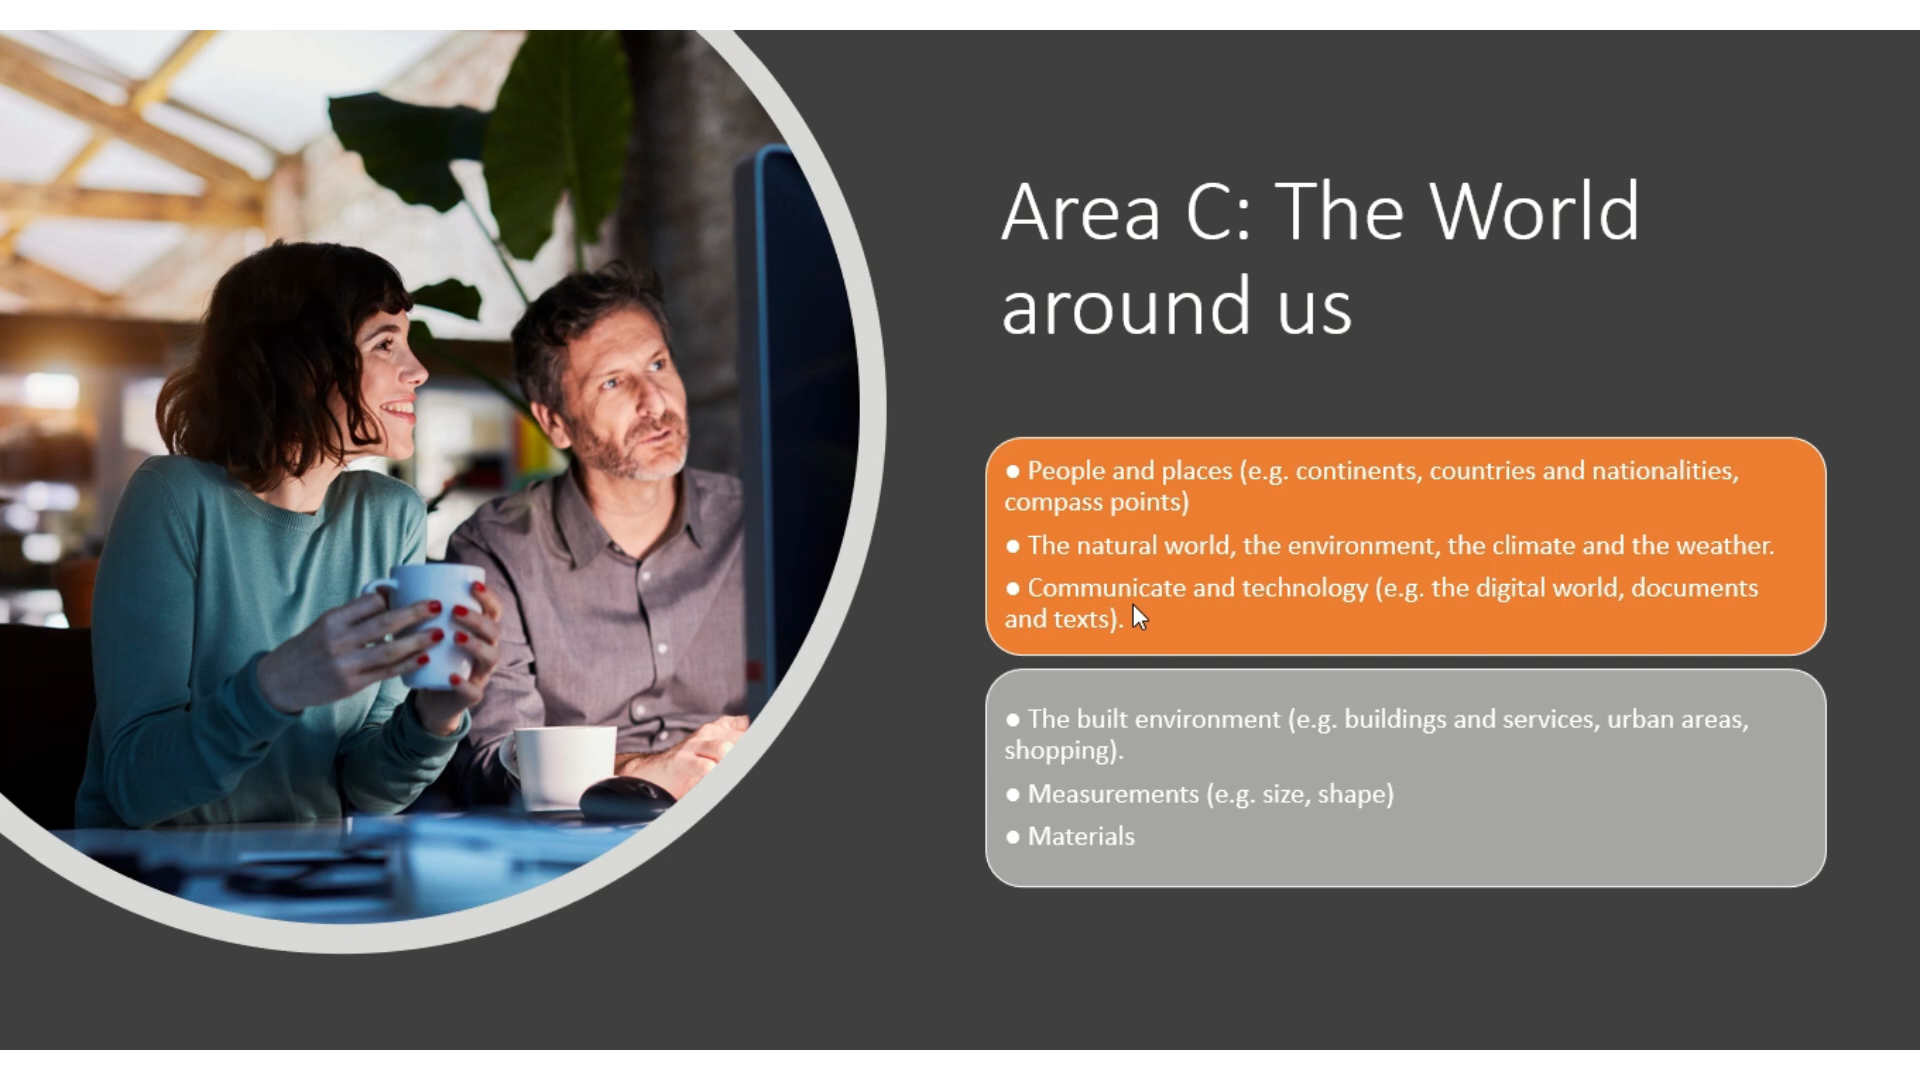 Area C: The World
around us
● People and places (e.g. continents, countries and nationalities,
compass points)
● The natural world, the environment, the climate and the weather.
● Communicate and technology (e.g. the digital world, documents
and texts).
● The built environment (e.g. buildings and services, urban areas,
shopping).
● Measurements (e.g. size, shape)
● Materials